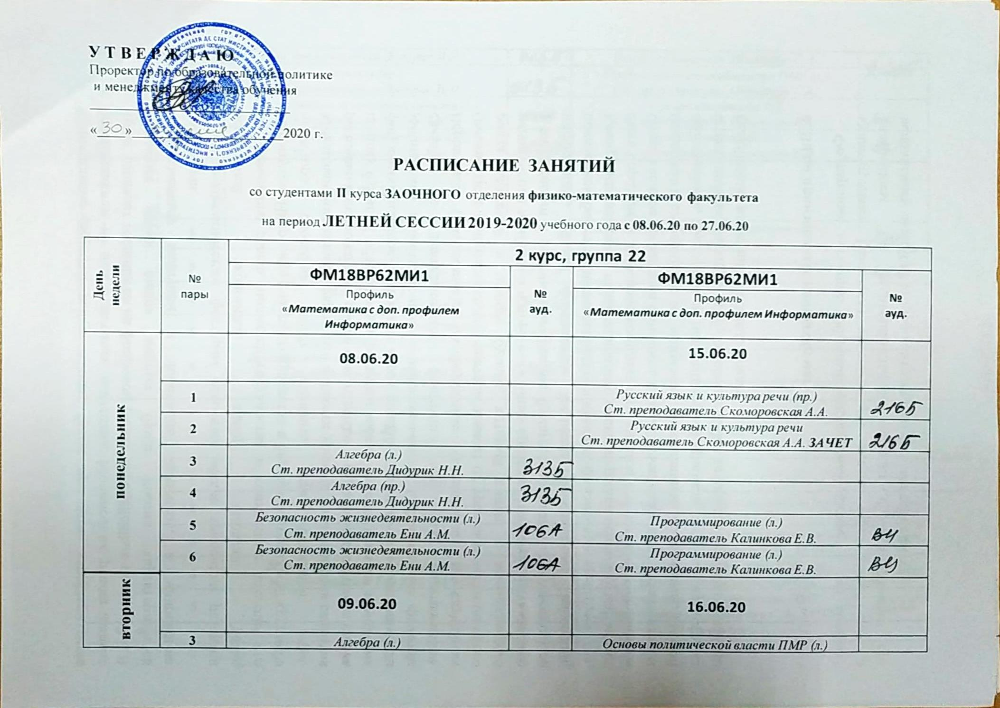 УТВЕРЖДАЮ
Проректор по образовательной политике
и менеджменту качества обучения
«30» 2020 г.
РАСПИСАНИЕ ЗАНЯТИЙ
со студентами II курса ЗАОЧНОГО отделения физико-математического факультета
на период ЛЕТНЕЙ СЕССИИ 2019-2020 учебного года с 08.06.20 по 27.06.20
День
недели
№
пары
2 курс, группа 22
ФМ18ВР62МИ1
Профиль
«Математика с доп. профилем
Информатика»
№
ауд.
ФМ18ВР62МИ1
Профиль
«Математика с доп. профилем Информатика»
№
ауд.
понедельник
08.06.20
15.06.20
1
Русский язык и культура речи (пр.)
Ст. преподаватель Скоморовская А.А.
216Б
2
Русский язык и культура речи
Ст. преподаватель Скоморовская А.А. ЗАЧЕТ
216Б
3
Алгебра (л.)
Ст. преподаватель Дидурик Н.Н.
313Б
4
Алгебра (пр.)
Ст. преподаватель Дидурик Н.Н.
313Б
5
Безопасность жизнедеятельности (л.)
Ст. преподаватель Ени А.М.
106А
Программирование (л.)
Ст. преподаватель Калинкова Е.В.
ВЦ
6
Безопасность жизнедеятельности (л.)
Ст. преподаватель Ени А.М.
106А
Программирование (л.)
Ст. преподаватель Калинкова Е.В.
ВЦ
вторник
09.06.20
16.06.20
3
Алгебра (л.)
Основы политической власти ПМР (л.)